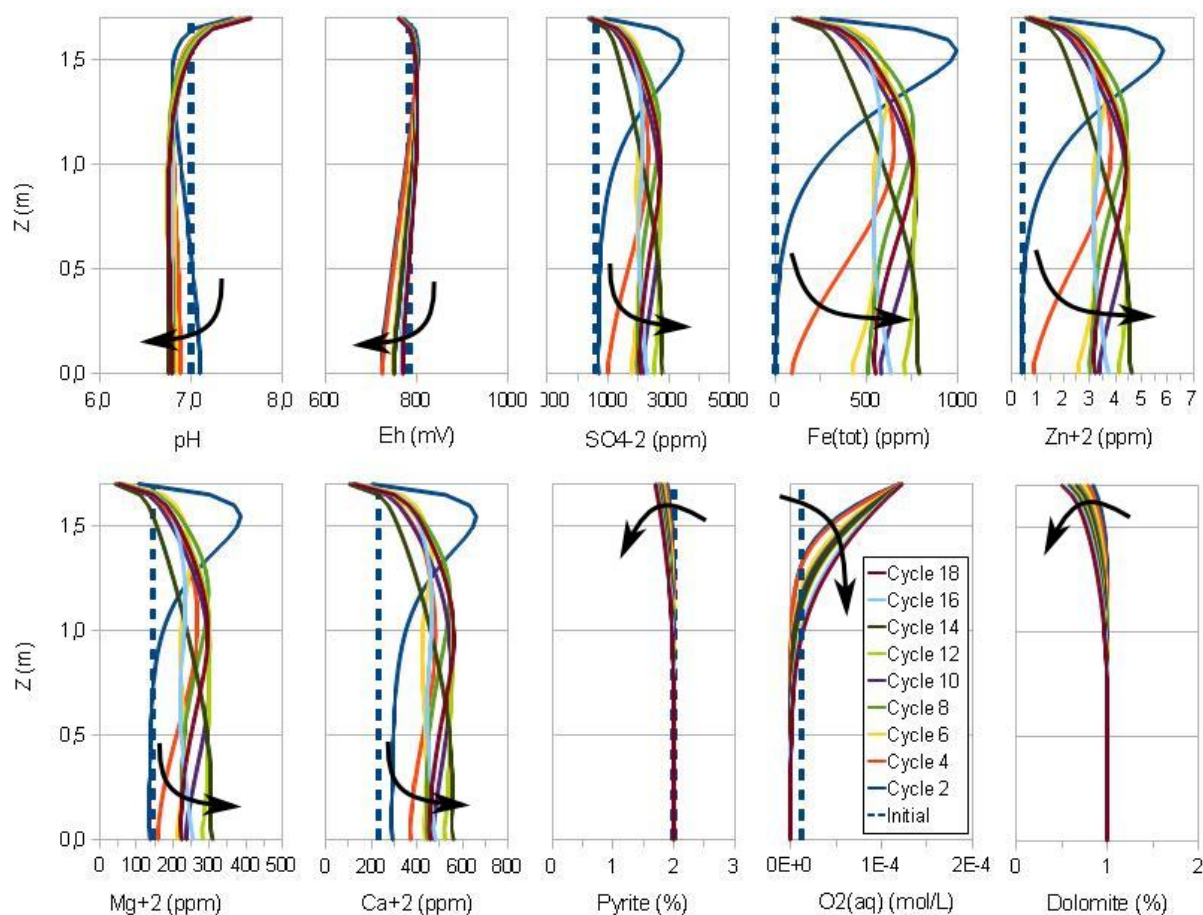 Z (m)
1,5
1,0
0,5
0,0
6,0 7,0 8,0
pH
600 800 1000
Eh (mV)
000 1000 3000 5000
SO4-2 (ppm)
0 500 1000
Fe(tot) (ppm)
0 1 2 3 4 5 6 7
Zn+2 (ppm)
Z (m)
1,5
1,0
0,5
0,0
0 100 200 300 400 500
Mg+2 (ppm)
0 200 400 600 800
Ca+2 (ppm)
0 1 2 3
Pyrite (%)
0E+0 1E-4 2E-4
O2(aq) (mol/L)
Cycle 18
Cycle 16
Cycle 14
Cycle 12
Cycle 10
Cycle 8
Cycle 6
Cycle 4
Cycle 2
Initial
0 1 2
Dolomite (%)